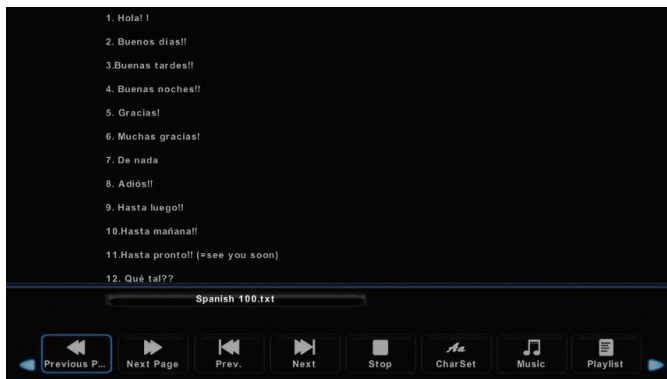 1. Hola! !
2. Buenos dias!!
3.Buenas tardes!!
4. Buenas noches!!
5. Gracias!
6. Muchas gracias!
7. De nada
8. Adiós!!
9. Hasta luego!!
10.Hasta mañana!!
11.Hasta pronto!! (=see you soon)
12. Qué tal??
Spanish 100.txt
Previous P... Next Page Prev. Next Stop CharSet Music Playlist